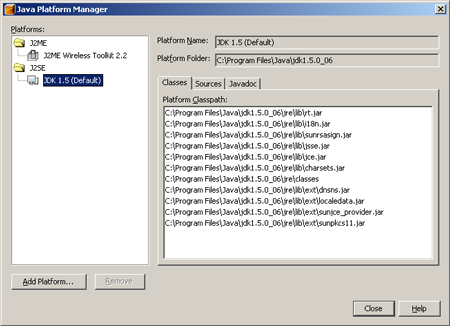 Java Platform Manager
Platforms:
J2ME
J2ME Wireless Toolkit 2.2
J2SE
JDK 1.5 (Default)
Platform Name: JDK 1.5 (Default)
Platform Folder: C:\Program Files\Java\jdk1.5.0_06
Classes Sources Javadoc
Platform Classpath:
C:\Program Files\Java\jdk1.5.0_06\jre\lib\rt.jar
C:\Program Files\Java\jdk1.5.0_06\jre\lib\i18n.jar
C:\Program Files\Java\jdk1.5.0_06\jre\lib\sunrsasign.jar
C:\Program Files\Java\jdk1.5.0_06\jre\lib\jsse.jar
C:\Program Files\Java\jdk1.5.0_06\jre\lib\jce.jar
C:\Program Files\Java\jdk1.5.0_06\jre\lib\charsets.jar
C:\Program Files\Java\jdk1.5.0_06\jre\classes
C:\Program Files\Java\jdk1.5.0_06\jre\lib\ext\dnsns.jar
C:\Program Files\Java\jdk1.5.0_06\jre\lib\ext\localedata.jar
C:\Program Files\Java\jdk1.5.0_06\jre\lib\ext\sunjce_provider.jar
C:\Program Files\Java\jdk1.5.0_06\jre\lib\ext\sunpkcs11.jar
Add Platform... Remove
Close Help